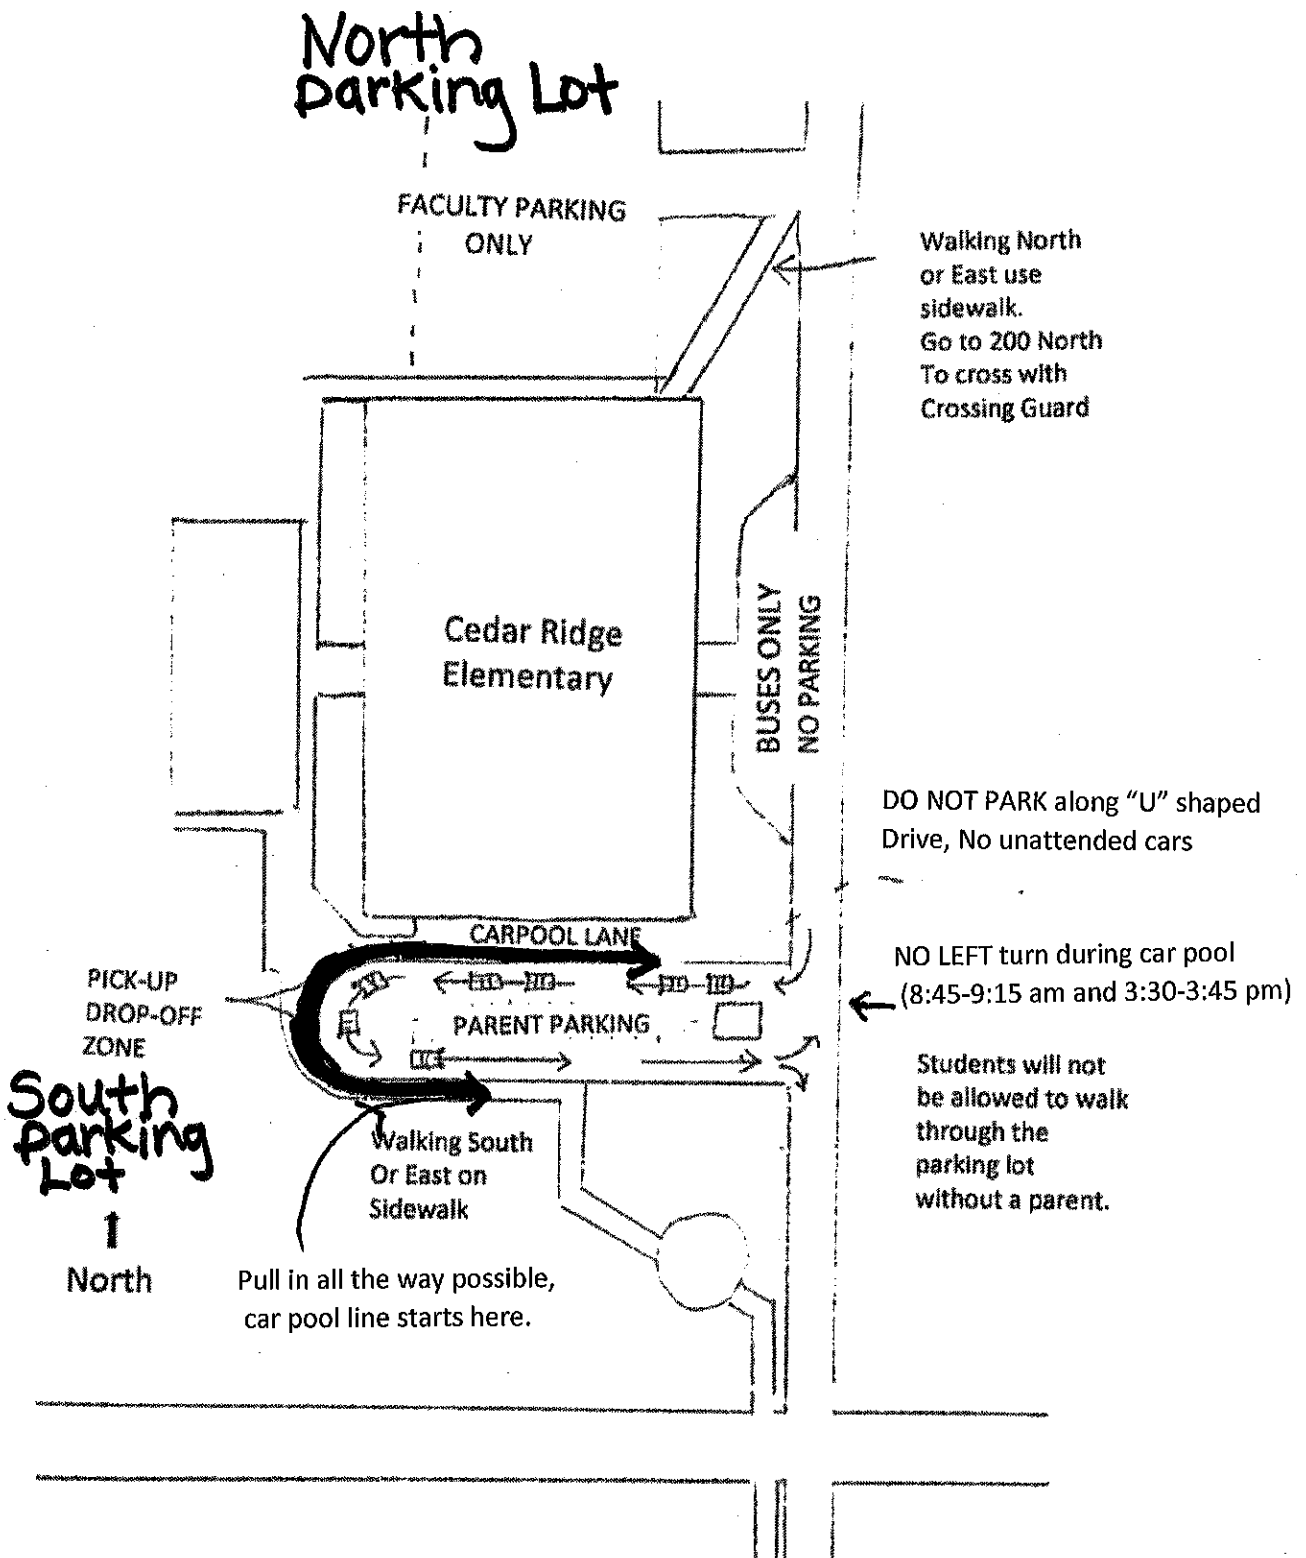 North
Parking Lot
FACULTY PARKING
ONLY
Walking North
or East use
sidewalk.
Go to 200 North
To cross with
Crossing Guard
Cedar Ridge
Elementary
BUSES ONLY
NO PARKING
DO NOT PARK along “U” shaped
Drive, No unattended cars
CARPOOL LANE
NO LEFT turn during car pool
(8:45-9:15 am and 3:30-3:45 pm)
PICK-UP
DROP-OFF
ZONE
PARENT PARKING
Students will not
be allowed to walk
through the
parking lot
without a parent.
South
Parking
Lot
Walking South
Or East on
Sidewalk
North
Pull in all the way possible,
car pool line starts here.